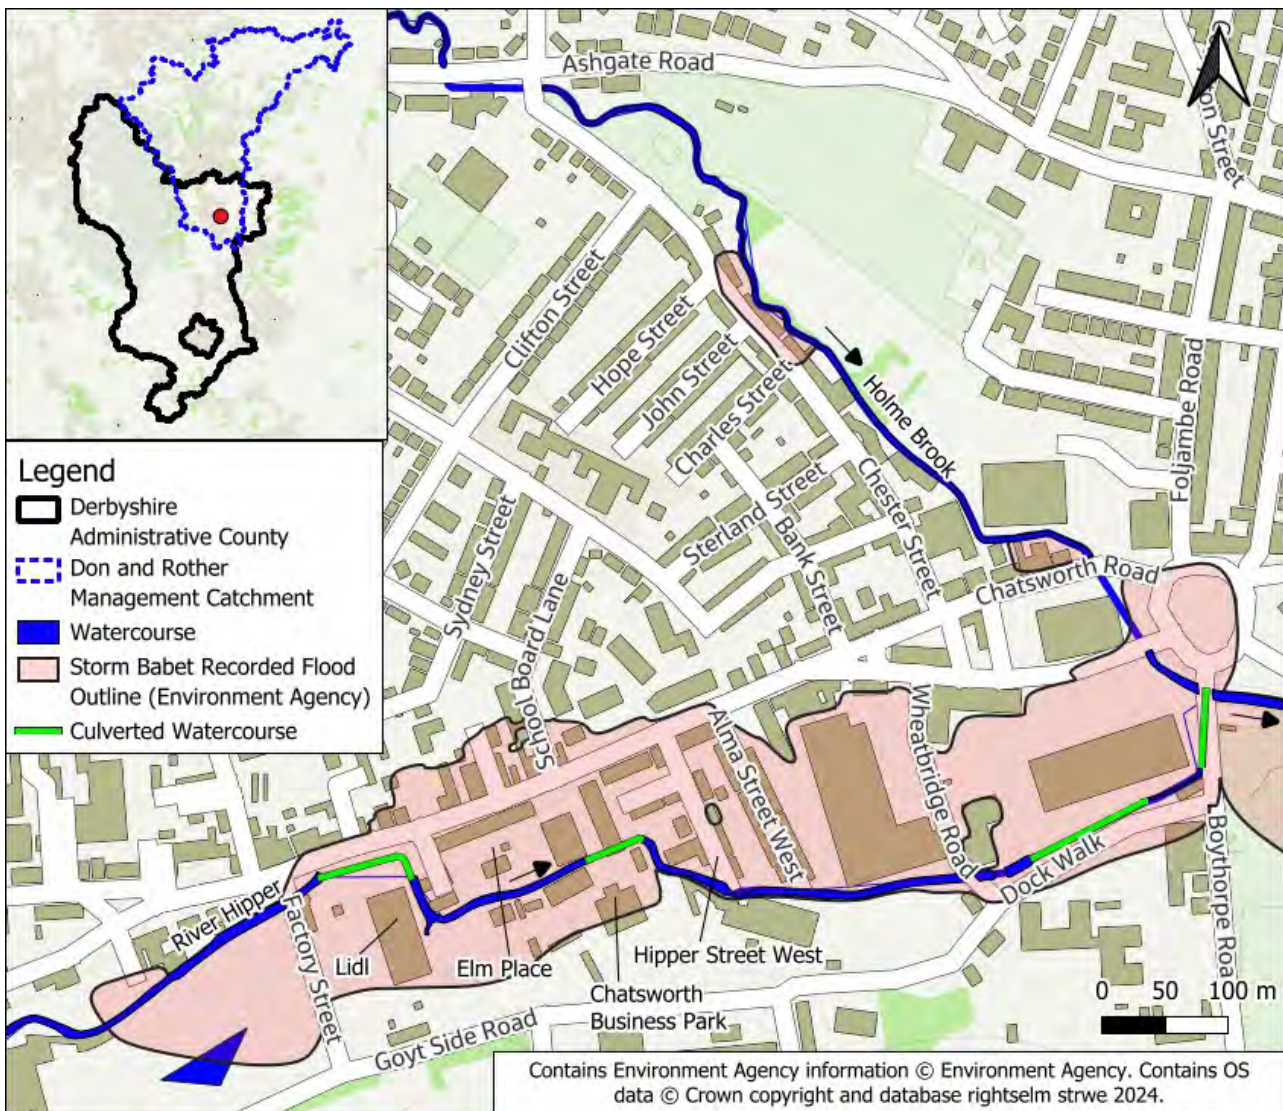 Ashgate Road
ton Street
Clifton Street
Hope Street
John Street
Charles Street
Holme Brook
Foljambe Road
Sterland Street
Bank Street
Chester Street
Chatsworth Road
Sydney Street
School Board Lane
Alma Street West
Wheatbridge Road
Dock Walk
Boythorpe Road
River Hipper
Factory Street
Lidl
Elm Place
Hipper Street West
Chatsworth
Business Park
Goyt Side Road
Legend
Derbyshire
Administrative County
Don and Rother
Management Catchment
Watercourse
Storm Babet Recorded Flood
Outline (Environment Agency)
Culverted Watercourse
0 50 100 m
Contains Environment Agency information © Environment Agency. Contains OS
data © Crown copyright and database rightselm strwe 2024.